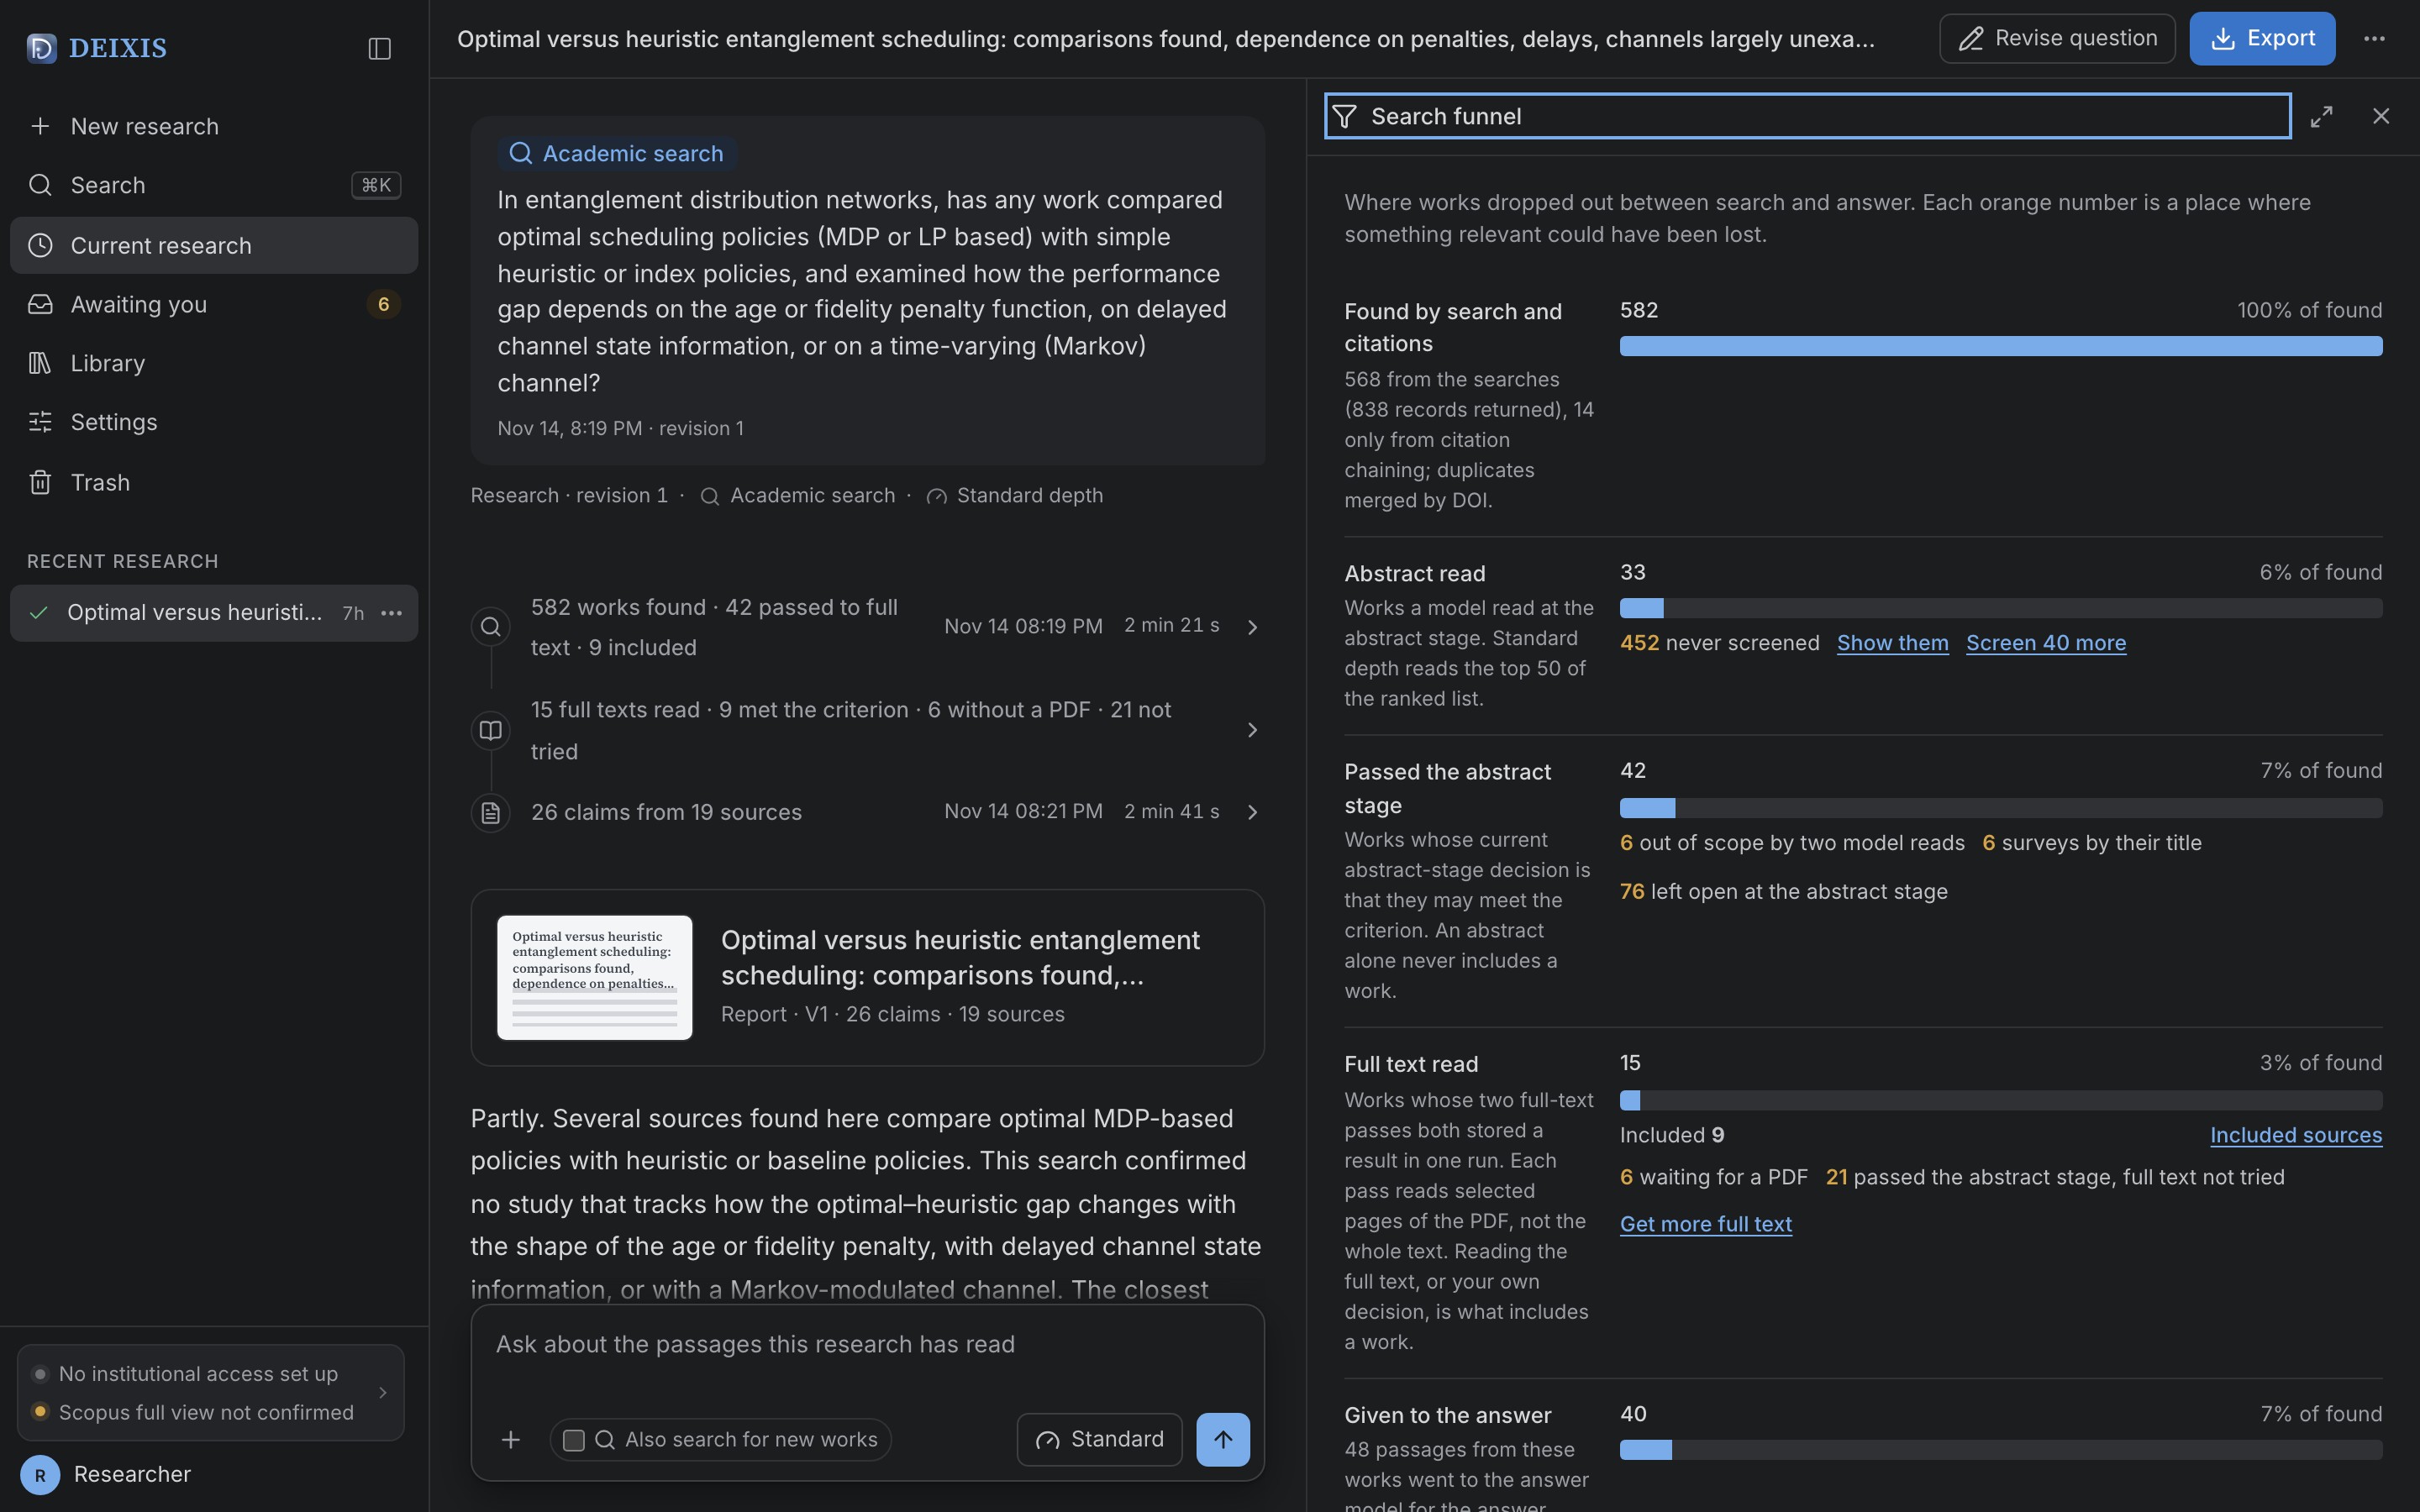 DEIXIS
New research
Search ⌘K
Current research
Awaiting you 6
Library
Settings
Trash
RECENT RESEARCH
Optimal versus heuristi... 7h
No institutional access set up
Scopus full view not confirmed
R Researcher
Optimal versus heuristic entanglement scheduling: comparisons found, dependence on penalties, delays, channels largely unexa...
Revise question
Export
Academic search
In entanglement distribution networks, has any work compared
optimal scheduling policies (MDP or LP based) with simple
heuristic or index policies, and examined how the performance
gap depends on the age or fidelity penalty function, on delayed
channel state information, or on a time-varying (Markov)
channel?
Nov 14, 8:19 PM · revision 1
Research · revision 1 · Academic search · Standard depth
582 works found · 42 passed to full
text · 9 included
Nov 14 08:19 PM 2 min 21 s
15 full texts read · 9 met the criterion · 6 without a PDF · 21 not
tried
26 claims from 19 sources Nov 14 08:21 PM 2 min 41 s
Optimal versus heuristic
entanglement scheduling:
comparisons found,
dependence on penalties...
Optimal versus heuristic entanglement
scheduling: comparisons found,...
Report · V1 · 26 claims · 19 sources
Partly. Several sources found here compare optimal MDP-based
policies with heuristic or baseline policies. This search confirmed
no study that tracks how the optimal–heuristic gap changes with
the shape of the age or fidelity penalty, with delayed channel state
information, or with a Markov-modulated channel. The closest
Ask about the passages this research has read
Also search for new works
Standard
Search funnel
Where works dropped out between search and answer. Each orange number is a place where
something relevant could have been lost.
Found by search and
citations
568 from the searches
(838 records returned), 14
only from citation
chaining; duplicates
merged by DOI.
582 100% of found
Abstract read
Works a model read at the
abstract stage. Standard
depth reads the top 50 of
the ranked list.
33 6% of found
452 never screened Show them Screen 40 more
Passed the abstract
stage
Works whose current
abstract-stage decision is
that they may meet the
criterion. An abstract
alone never includes a
work.
42 7% of found
6 out of scope by two model reads 6 surveys by their title
76 left open at the abstract stage
Full text read
Works whose two full-text
passes both stored a
result in one run. Each
pass reads selected
pages of the PDF, not the
whole text. Reading the
full text, or your own
decision, is what includes
a work.
15 3% of found
Included 9 Included sources
6 waiting for a PDF 21 passed the abstract stage, full text not tried
Get more full text
Given to the answer
48 passages from these
works went to the answer
model for the answer
40 7% of found